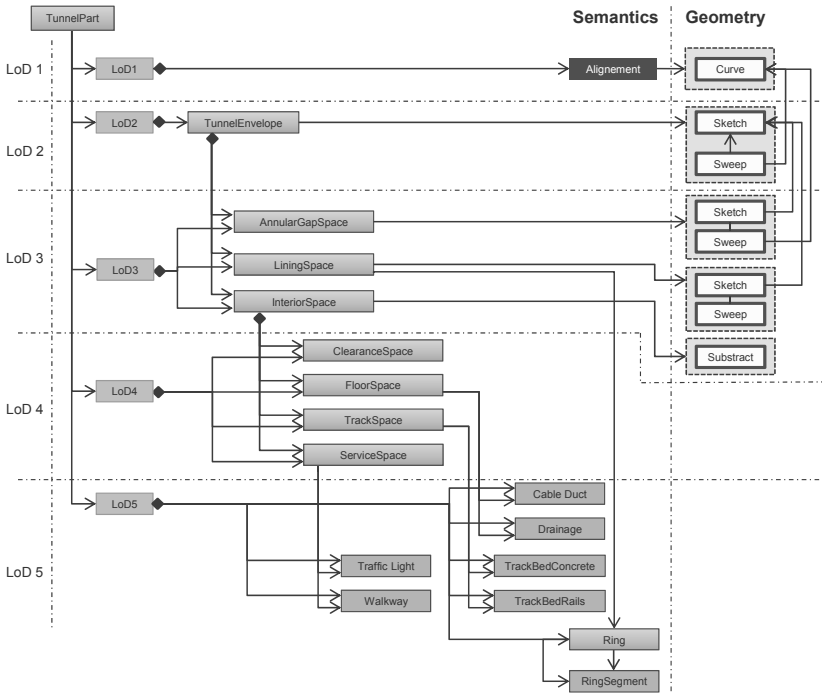 TunnelPart
Semantics
Geometry
LoD 1
LoD1
Alignement
Curve
LoD 2
LoD2
TunnelEnvelope
Sketch
Sweep
LoD 3
AnnularGapSpace
Sketch
Sweep
LoD3
LiningSpace
Sketch
InteriorSpace
Sweep
ClearanceSpace
Substract
LoD 4
LoD4
FloorSpace
TrackSpace
ServiceSpace
LoD5
Cable Duct
Drainage
LoD 5
Traffic Light
TrackBedConcrete
Walkway
TrackBedRails
Ring
RingSegment